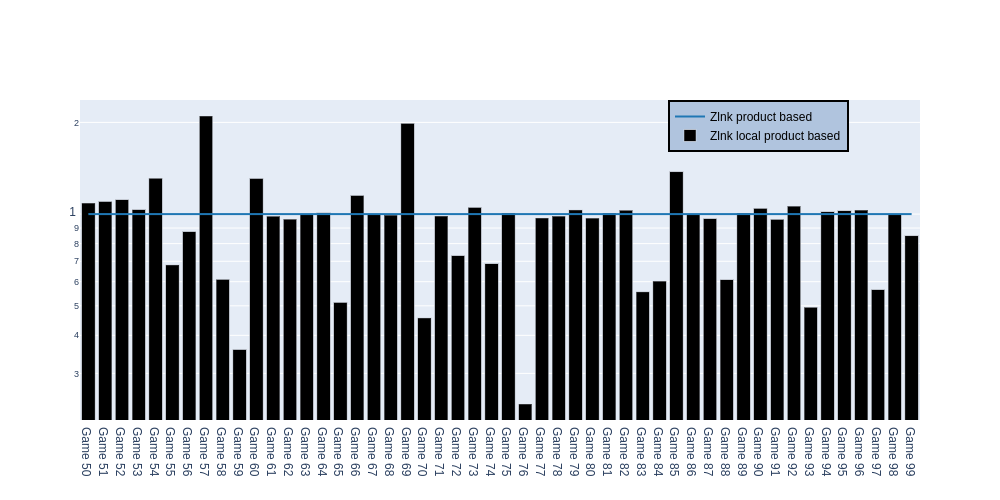 ZInk product based
ZInk local product based
2
1
9
8
7
6
5
4
3
Game 50
Game 51
Game 52
Game 53
Game 54
Game 55
Game 56
Game 57
Game 58
Game 59
Game 60
Game 61
Game 62
Game 63
Game 64
Game 65
Game 66
Game 67
Game 68
Game 69
Game 70
Game 71
Game 72
Game 73
Game 74
Game 75
Game 76
Game 77
Game 78
Game 79
Game 80
Game 81
Game 82
Game 83
Game 84
Game 85
Game 86
Game 87
Game 88
Game 89
Game 90
Game 91
Game 92
Game 93
Game 94
Game 95
Game 96
Game 97
Game 98
Game 99